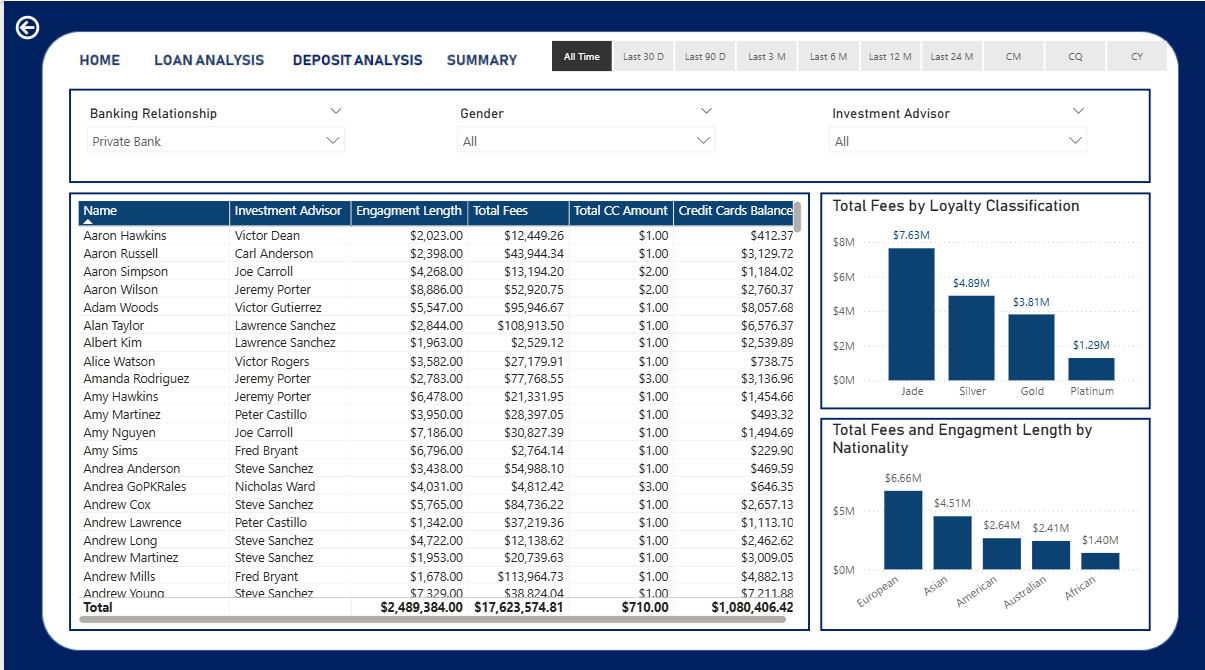 HOME LOAN ANALYSIS DEPOSIT ANALYSIS SUMMARY All Time Last 30 D Last 90 D Last 3 M Last 6 M Last 12 M Last 24 M CM CQ CY
Banking Relationship Gender Investment Advisor
Private Bank All All
Name Investment Advisor Engagment Length Total Fees Total CC Amount Credit Cards Balance
Aaron Hawkins Victor Dean $2,023.00 $12,449.26 $1.00 $412.37
Aaron Russell Carl Anderson $2,398.00 $43,944.34 $1.00 $3,129.72
Aaron Simpson Joe Carroll $4,268.00 $13,194.20 $2.00 $1,184.02
Aaron Wilson Jeremy Porter $8,886.00 $52,920.75 $2.00 $2,760.37
Adam Woods Victor Gutierrez $5,547.00 $95,946.67 $1.00 $8,057.68
Alan Taylor Lawrence Sanchez $2,844.00 $108,913.50 $1.00 $6,576.37
Albert Kim Lawrence Sanchez $1,963.00 $2,529.12 $1.00 $2,539.89
Alice Watson Victor Rogers $3,582.00 $27,179.91 $1.00 $738.75
Amanda Rodriguez Jeremy Porter $2,783.00 $77,768.55 $3.00 $3,136.96
Amy Hawkins Jeremy Porter $6,478.00 $21,331.95 $1.00 $1,454.66
Amy Martinez Peter Castillo $3,950.00 $28,397.05 $1.00 $493.32
Amy Nguyen Joe Carroll $7,186.00 $30,827.39 $1.00 $1,494.69
Amy Sims Fred Bryant $6,796.00 $2,764.14 $1.00 $229.90
Andrea Anderson Steve Sanchez $3,438.00 $54,988.10 $1.00 $469.59
Andrea GoPKRales Nicholas Ward $4,031.00 $4,812.42 $3.00 $646.35
Andrew Cox Steve Sanchez $5,765.00 $84,736.22 $1.00 $2,657.13
Andrew Lawrence Peter Castillo $1,342.00 $37,219.36 $1.00 $1,113.10
Andrew Long Steve Sanchez $4,722.00 $12,138.62 $1.00 $2,462.62
Andrew Martinez Steve Sanchez $1,953.00 $20,739.63 $1.00 $3,009.05
Andrew Mills Fred Bryant $1,678.00 $113,964.73 $1.00 $4,882.13
Andrew Young Steve Sanchez $7,329.00 $38,824.04 $1.00 $7,211.88
Total $2,489,384.00 $17,623,574.81 $710.00 $1,080,406.42
Total Fees by Loyalty Classification
$8M
$6M
$4M
$2M
$0M
$7.63M
$4.89M
$3.81M
$1.29M
Jade Silver Gold Platinum
Total Fees and Engagment Length by
Nationality
$5M
$0M
$6.66M
$4.51M
$2.64M
$2.41M
$1.40M
European Asian American Australian African